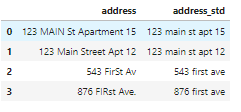 address address_std
0 123 MAIN St Apartment 15 123 main st apt 15
1 123 Main Street Apt 12 123 main st apt 12
2 543 FirSt Av 543 first ave
3 876 FIRst Ave. 876 first ave